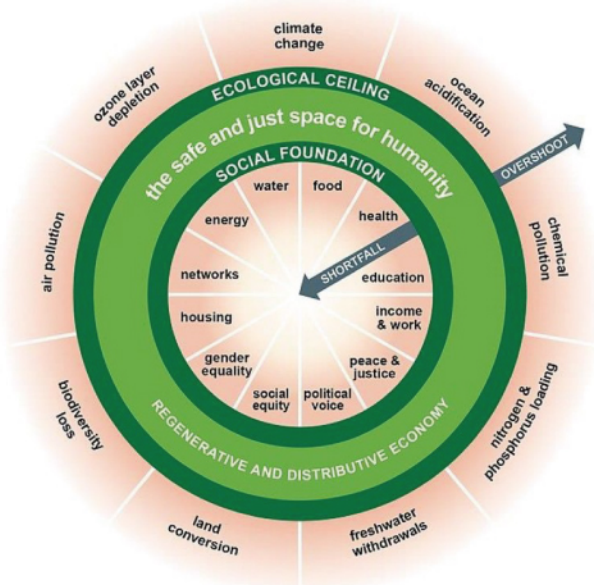 climate
change
ozone layer
depletion
ocean
acidification
ECOLOGICAL CEILING
the safe and just space for humanity
OVERSHOOT
SOCIAL FOUNDATION
water
food
energy
health
SHORTFALL
air pollution
chemical
pollution
networks
education
housing
income
& work
gender
equality
peace &
justice
social
equity
political
voice
biodiversity
loss
nitrogen &
phosphorus loading
REGENERATIVE AND DISTRIBUTIVE ECONOMY
land
conversion
freshwater
withdrawals